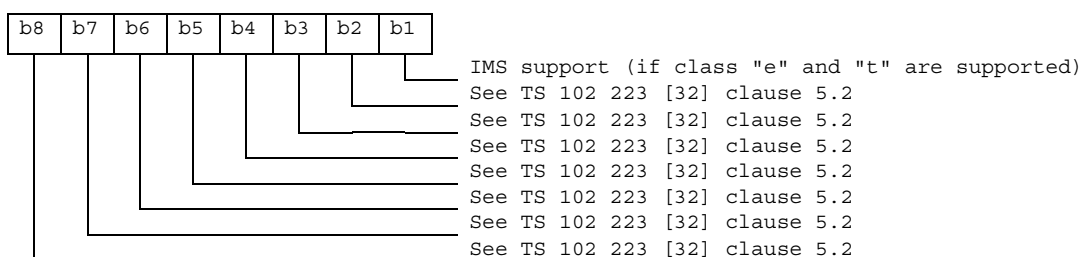 b8 b7 b6 b5 b4 b3 b2 b1
IMS support (if class "e" and "t" are supported)
See TS 102 223 [32] clause 5.2
See TS 102 223 [32] clause 5.2
See TS 102 223 [32] clause 5.2
See TS 102 223 [32] clause 5.2
See TS 102 223 [32] clause 5.2
See TS 102 223 [32] clause 5.2
See TS 102 223 [32] clause 5.2